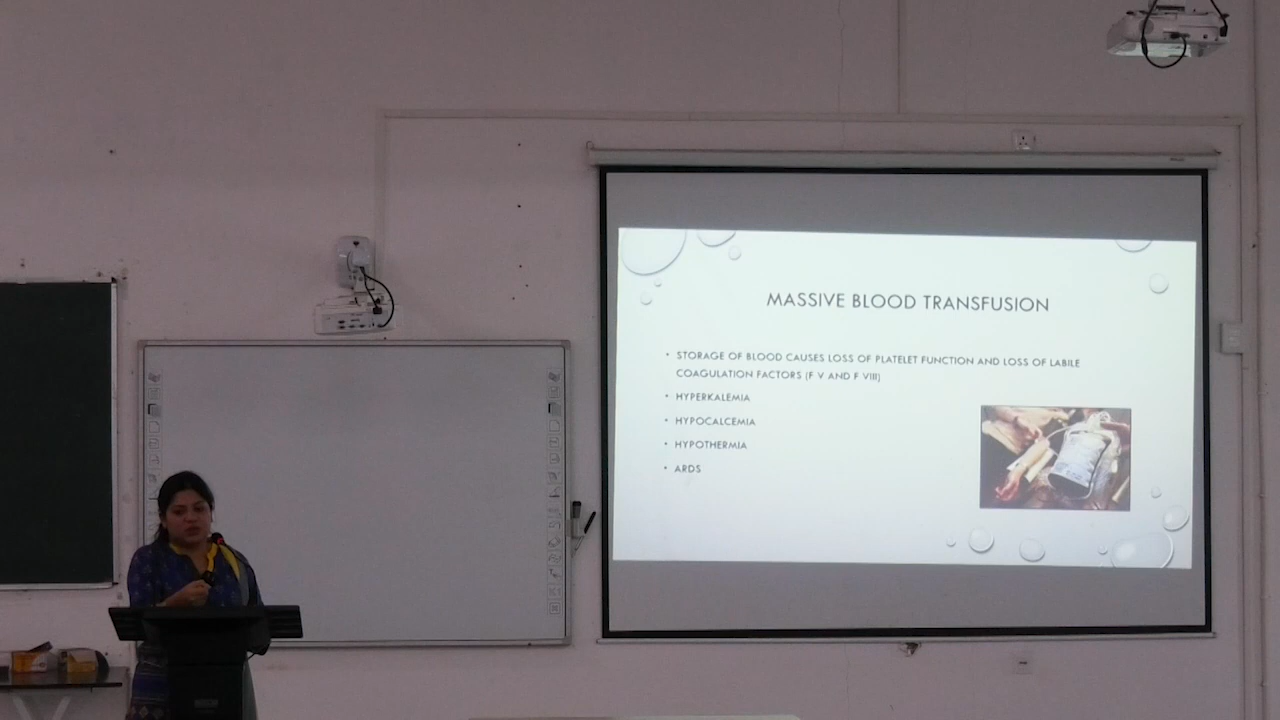 MASSIVE BLOOD TRANSFUSION
• STORAGE OF BLOOD CAUSES LOSS OF PLATELET FUNCTION AND LOSS OF LABILE
COAGULATION FACTORS (F V AND F VIII)
• HYPERKALEMIA
• HYPOCALCEMIA
• HYPOTHERMIA
• ARDS